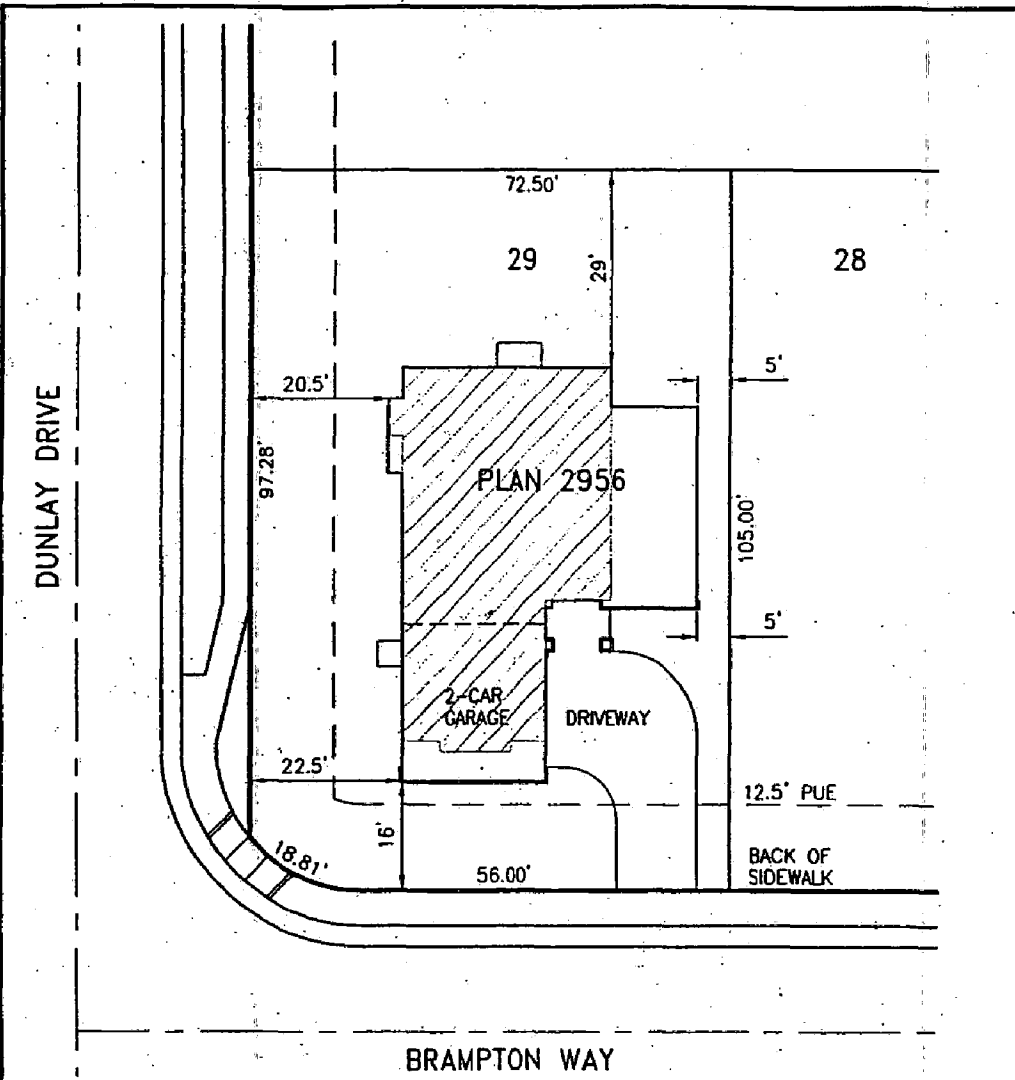 72.50'
29
28
29'
5'
20.5'
DUNLAY DRIVE
97.28'
PLAN 2956
105.00'
5'
2-CAR
GARAGE
DRIVEWAY
22.5'
12.5' PUE
16'
18.81'
56.00'
BACK OF
SIDEWALK
BRAMPTON WAY